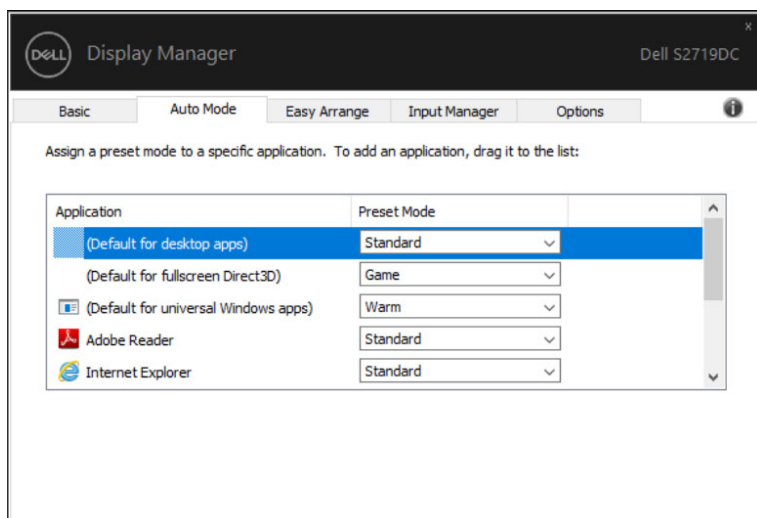 DELL Display Manager Dell S2719DC
Basic Auto Mode Easy Arrange Input Manager Options
Assign a preset mode to a specific application. To add an application, drag it to the list:
Application Preset Mode
(Default for desktop apps) Standard
(Default for fullscreen Direct3D) Game
(Default for universal Windows apps) Warm
Adobe Reader Standard
Internet Explorer Standard